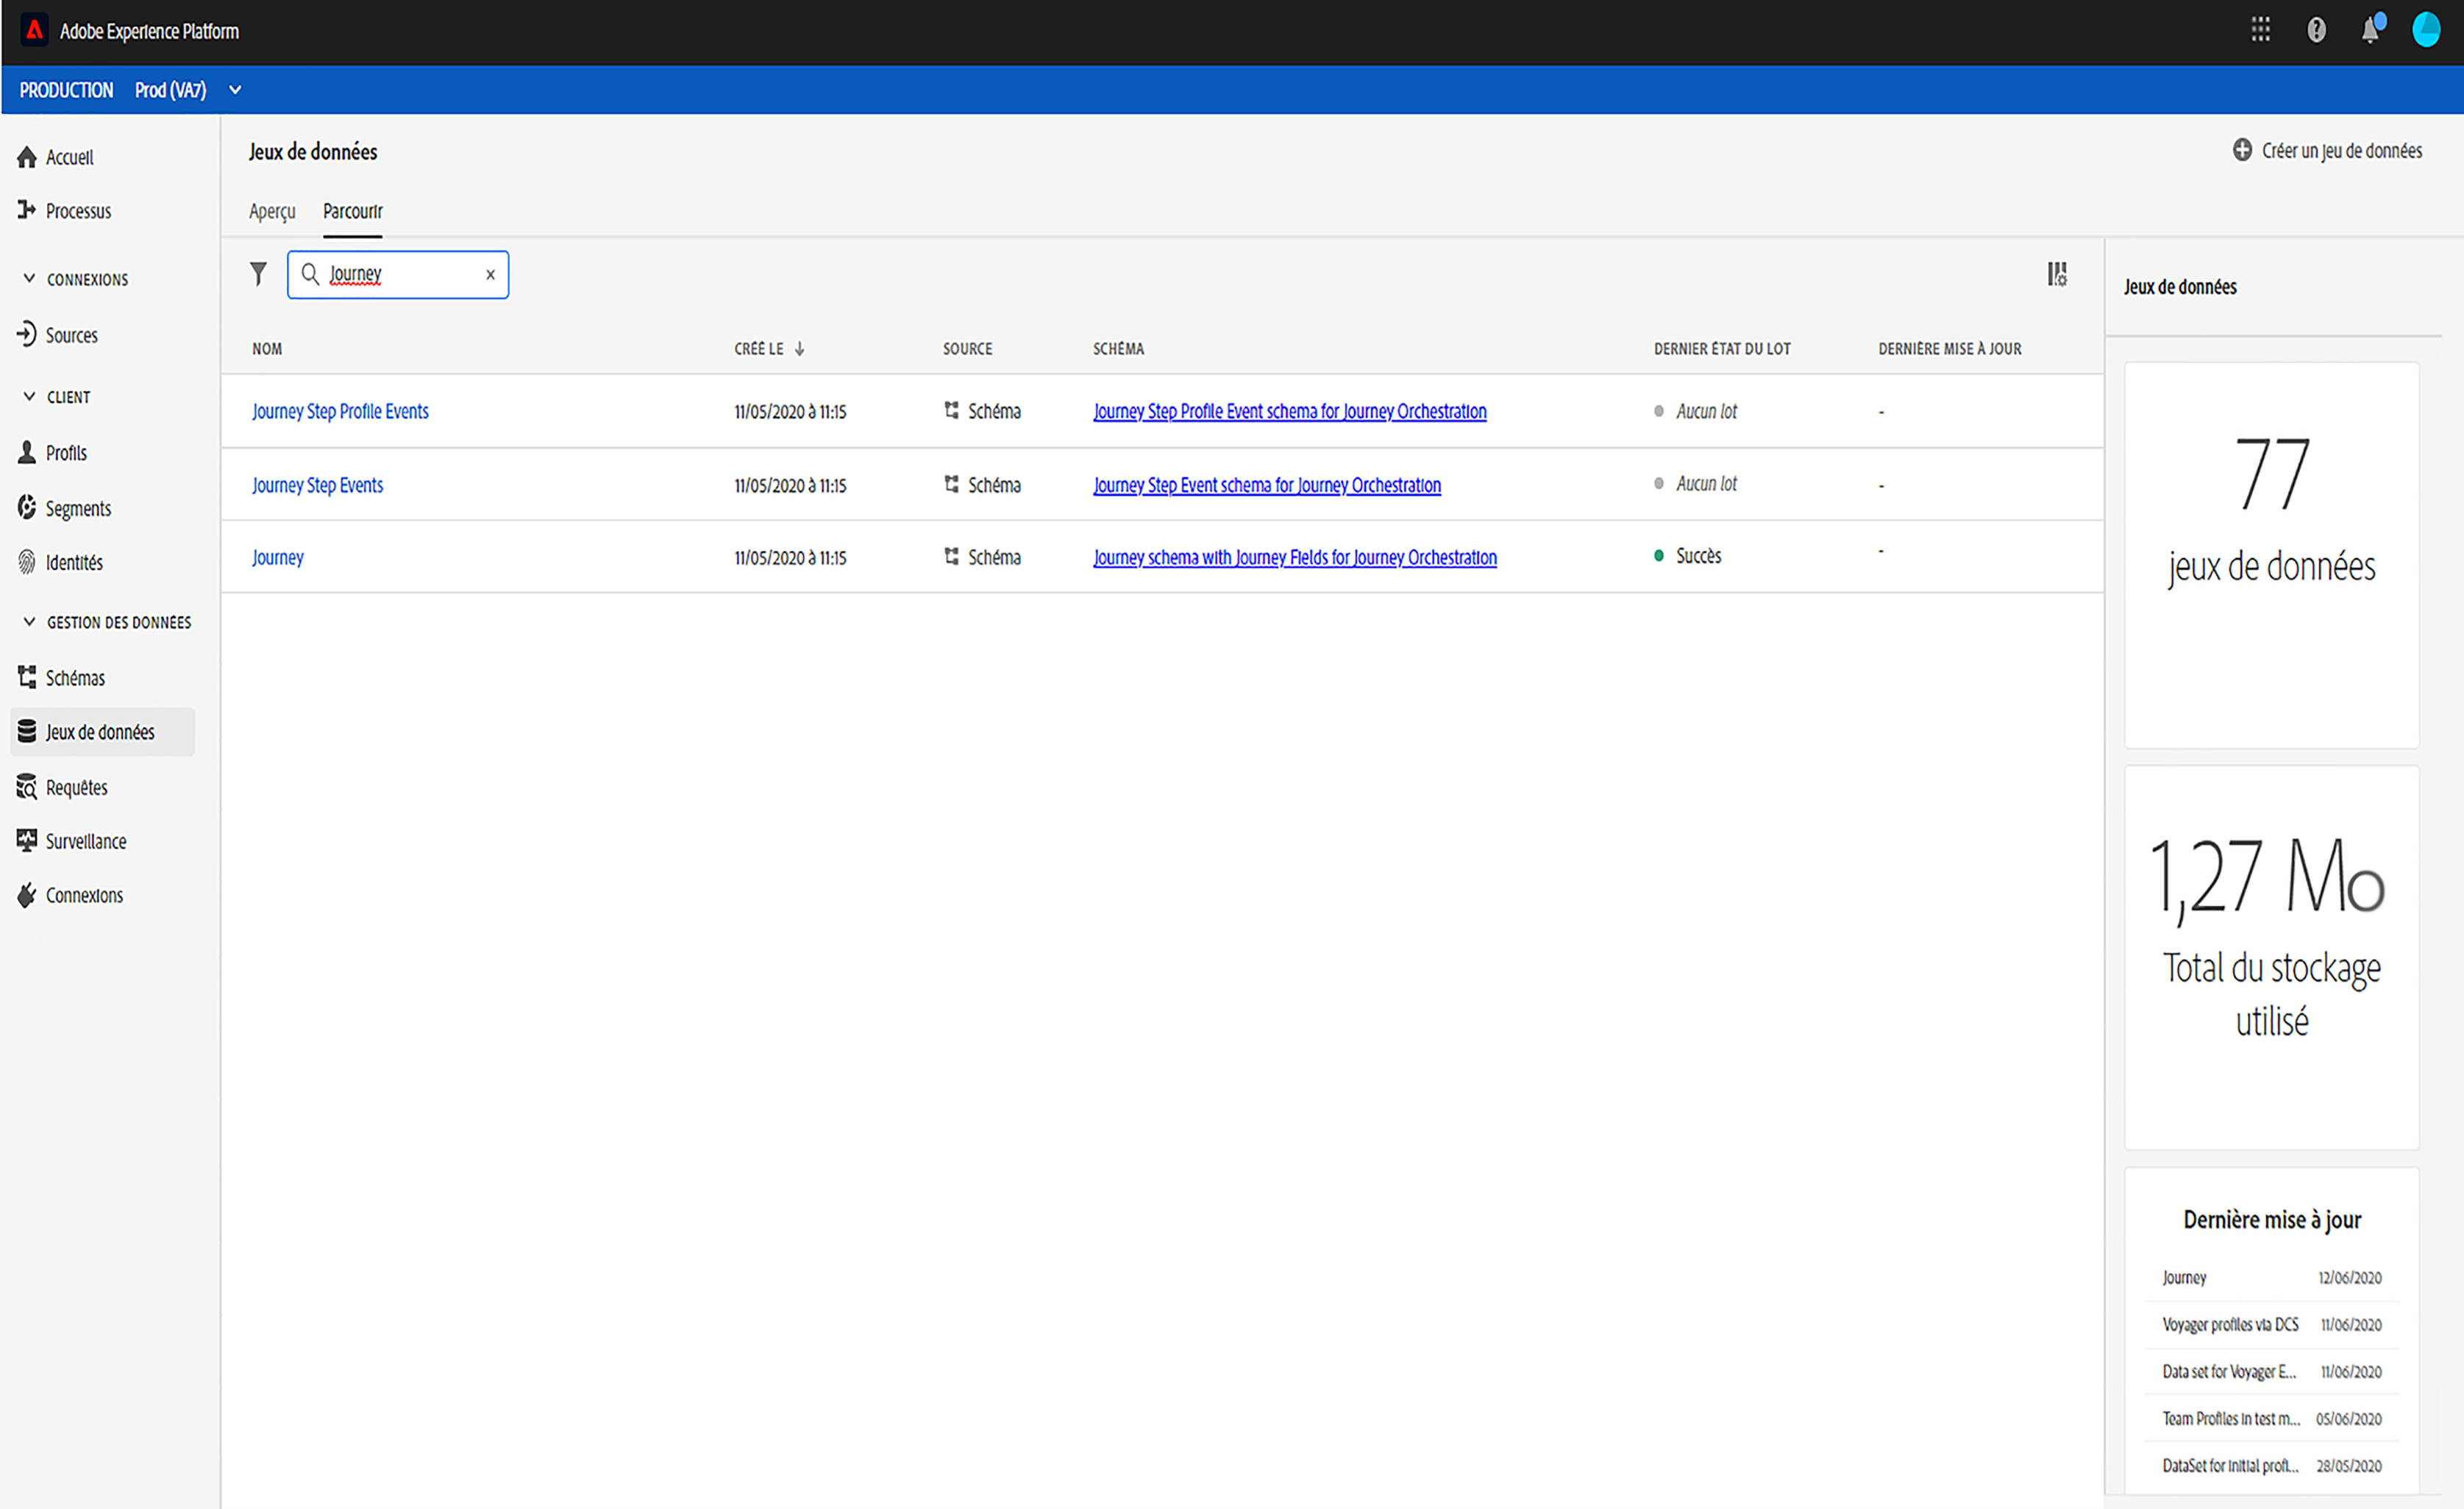 Adobe Experience Platform
PRODUCTION Prod (VA7)
Accueil
Processus
CONNEXIONS
Sources
CLIENT
Profils
Segments
Identités
GESTION DES DONNÉES
Schémas
Jeux de données
Requêtes
Surveillance
Connexions
Jeux de données
Créer un jeu de données
Aperçu Parcourir
Journey
NOM CRÉÉ LE SOURCE SCHÉMA DERNIER ÉTAT DU LOT DERNIÈRE MISE À JOUR
Journey Step Profile Events 11/05/2020 à 11:15 Schéma Journey Step Profile Event schema for Journey Orchestration Aucun lot -
Journey Step Events 11/05/2020 à 11:15 Schéma Journey Step Event schema for Journey Orchestration Aucun lot -
Journey 11/05/2020 à 11:15 Schéma Journey schema with Journey Fields for Journey Orchestration Succès -
Jeux de données
77
jeux de données
1,27 Mo
Total du stockage
utilisé
Dernière mise à jour
Journey 12/06/2020
Voyager profiles via DCS 11/06/2020
Data set for Voyager E... 11/06/2020
Team Profiles in test m... 05/06/2020
DataSet for initial profi... 28/05/2020